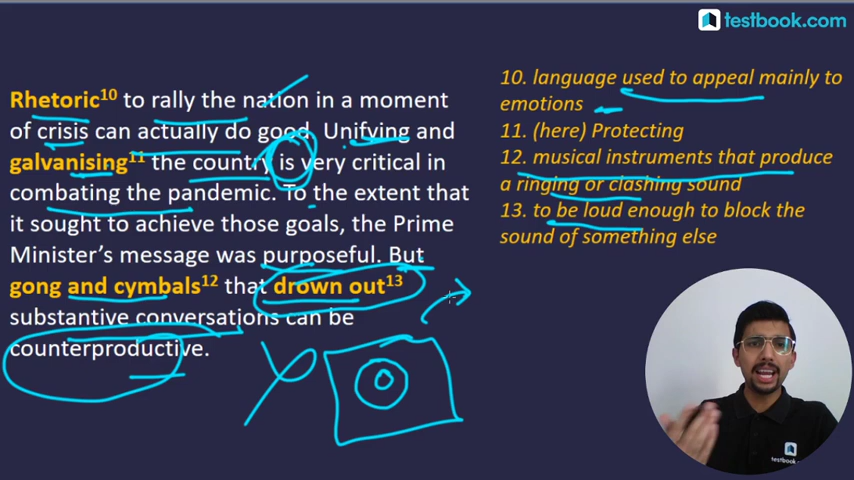 testbook.com
Rhetoric10 to rally the nation in a moment
of crisis can actually do good. Unifying and
galvanising11 the country is very critical in
combating the pandemic. To the extent that
it sought to achieve those goals, the Prime
Minister's message was purposeful. But
gong and cymbals12 that drown out13
substantive conversations can be
counterproductive.
10. language used to appeal mainly to
emotions
11. (here) Protecting
12. musical instruments that produce
a ringing or clashing sound
13. to be loud enough to block the
sound of something else
testbook.com